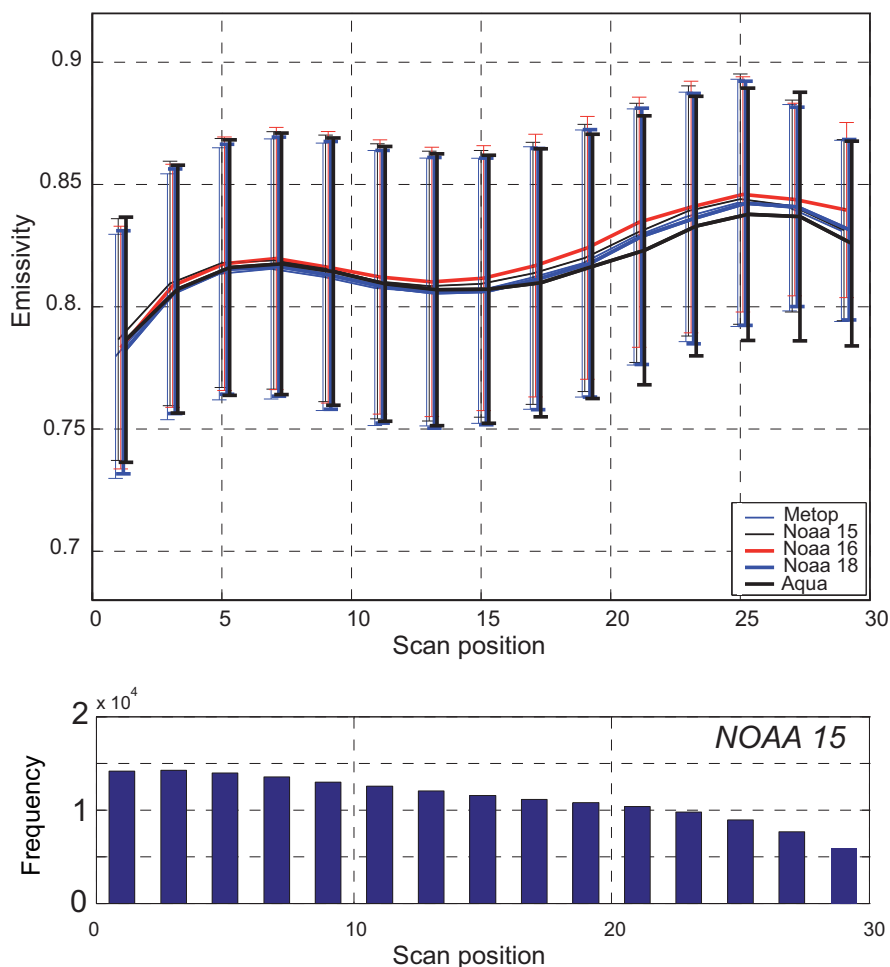 0.9
0.85
0.8
0.75
0.7
Emissivity
Metop
Noaa 15
Noaa 16
Noaa 18
Aqua
0 5 10 15 20 25 30
Scan position
x 10^4
2
1
0
Frequency
NOAA 15
0 10 20 30
Scan position